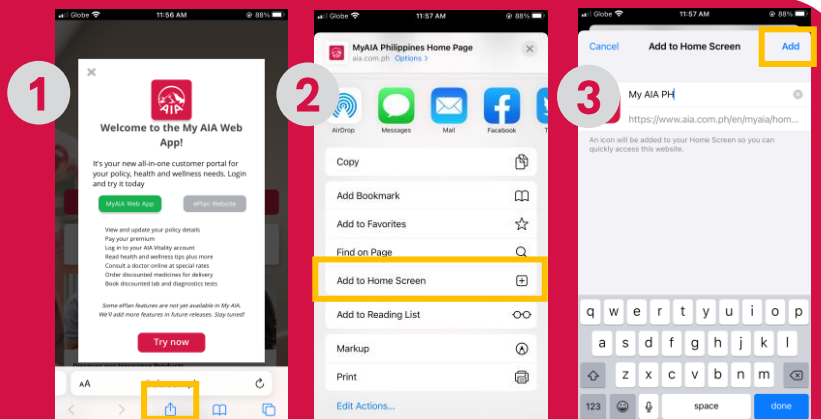 1
Globe 11:56 AM 88%
AIA
Welcome to the My AIA Web
App!
It's your new all-in-one customer portal for
your policy, health and wellness needs. Login
and try it today
MyAIA Web App ePlan Website
View and update your policy details
Pay your premium
Log in to your AIA Vitality account
Read health and wellness tips plus more
Consult a doctor online at special rates
Order discounted medicines for delivery
Book discounted lab and diagnostics tests
Some ePlan features are not yet available in My AIA.
We'll add more features in future releases. Stay tuned!
Try now
AA
2
Globe 11:57 AM 88%
MyAIA Philippines Home Page
aia.com.ph Options >
AirDrop Messages Mail Facebook
Copy
Add Bookmark
Add to Favorites
Find on Page
Add to Home Screen
Add to Reading List
Markup
Print
Edit Actions...
3
Globe 11:57 AM 88%
Cancel Add to Home Screen Add
My AIA PH
https://www.aia.com.ph/en/myaia/hom...
An icon will be added to your Home Screen so you can
quickly access this website.
q w e r t y u i o p
a s d f g h j k l
z x c v b n m
123 space done